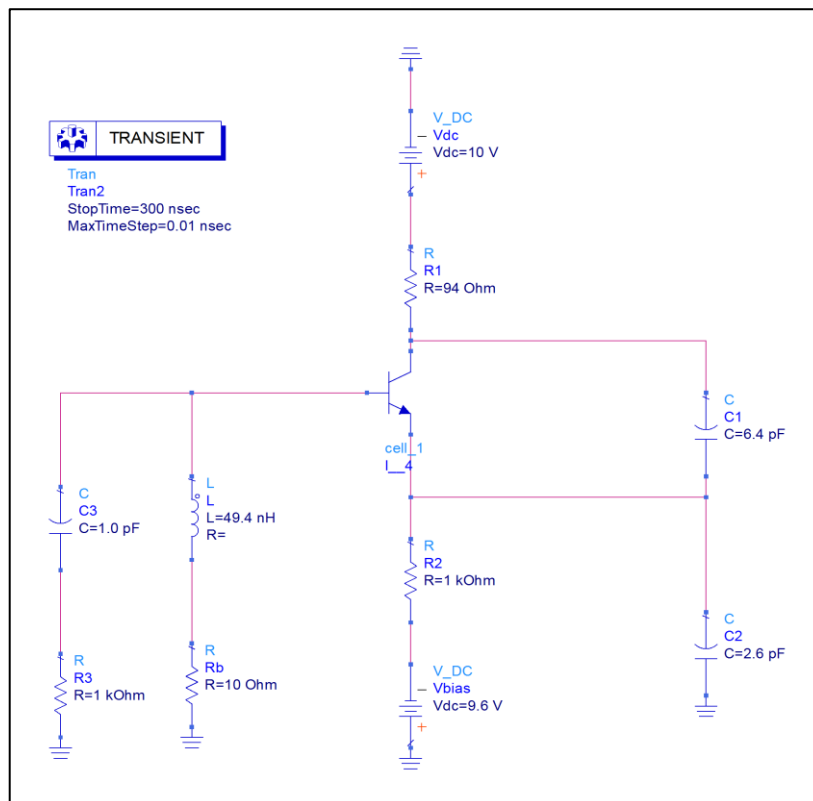 TRANSIENT
Tran
Tran2
StopTime=300 nsec
MaxTimeStep=0.01 nsec
V_DC
Vdc
Vdc=10 V
−
+
R
R1
R=94 Ohm
cell_1
I__4
C
C1
C=6.4 pF
C
C3
C=1.0 pF
L
L
L=49.4 nH
R=
R
R2
R=1 kOhm
C
C2
C=2.6 pF
R
R3
R=1 kOhm
R
Rb
R=10 Ohm
V_DC
Vbias
Vdc=9.6 V
−
+